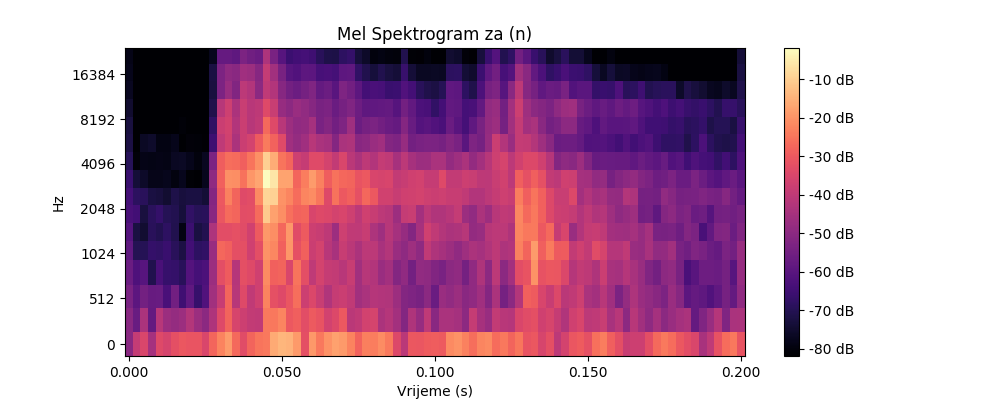 Mel Spektrogram za (n)
Hz
16384
8192
4096
2048
1024
512
0
0.000
0.050
0.100
0.150
0.200
Vrijeme (s)
-10 dB
-20 dB
-30 dB
-40 dB
-50 dB
-60 dB
-70 dB
-80 dB